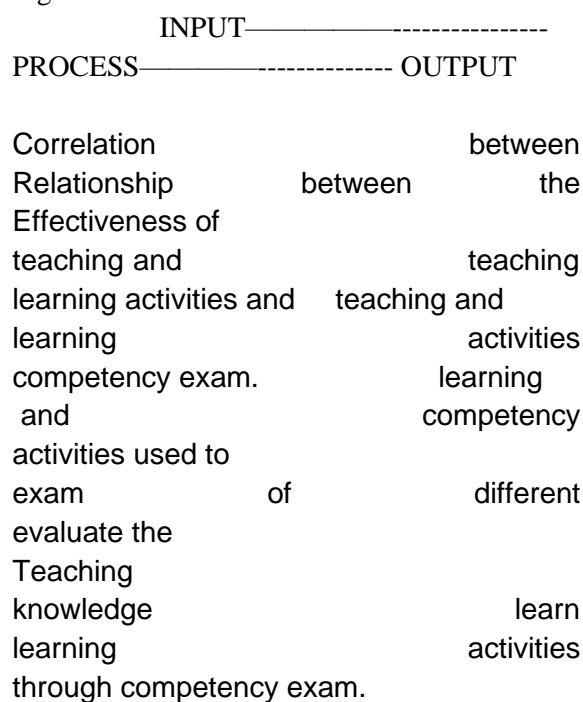 INPUT—————----------------
PROCESS—————-------------- OUTPUT
Correlation between
Relationship between the
Effectiveness of
teaching and teaching
learning activities and teaching and
learning activities
competency exam. learning
and competency
activities used to
exam of different
evaluate the
Teaching
knowledge learn
learning activities
through competency exam.